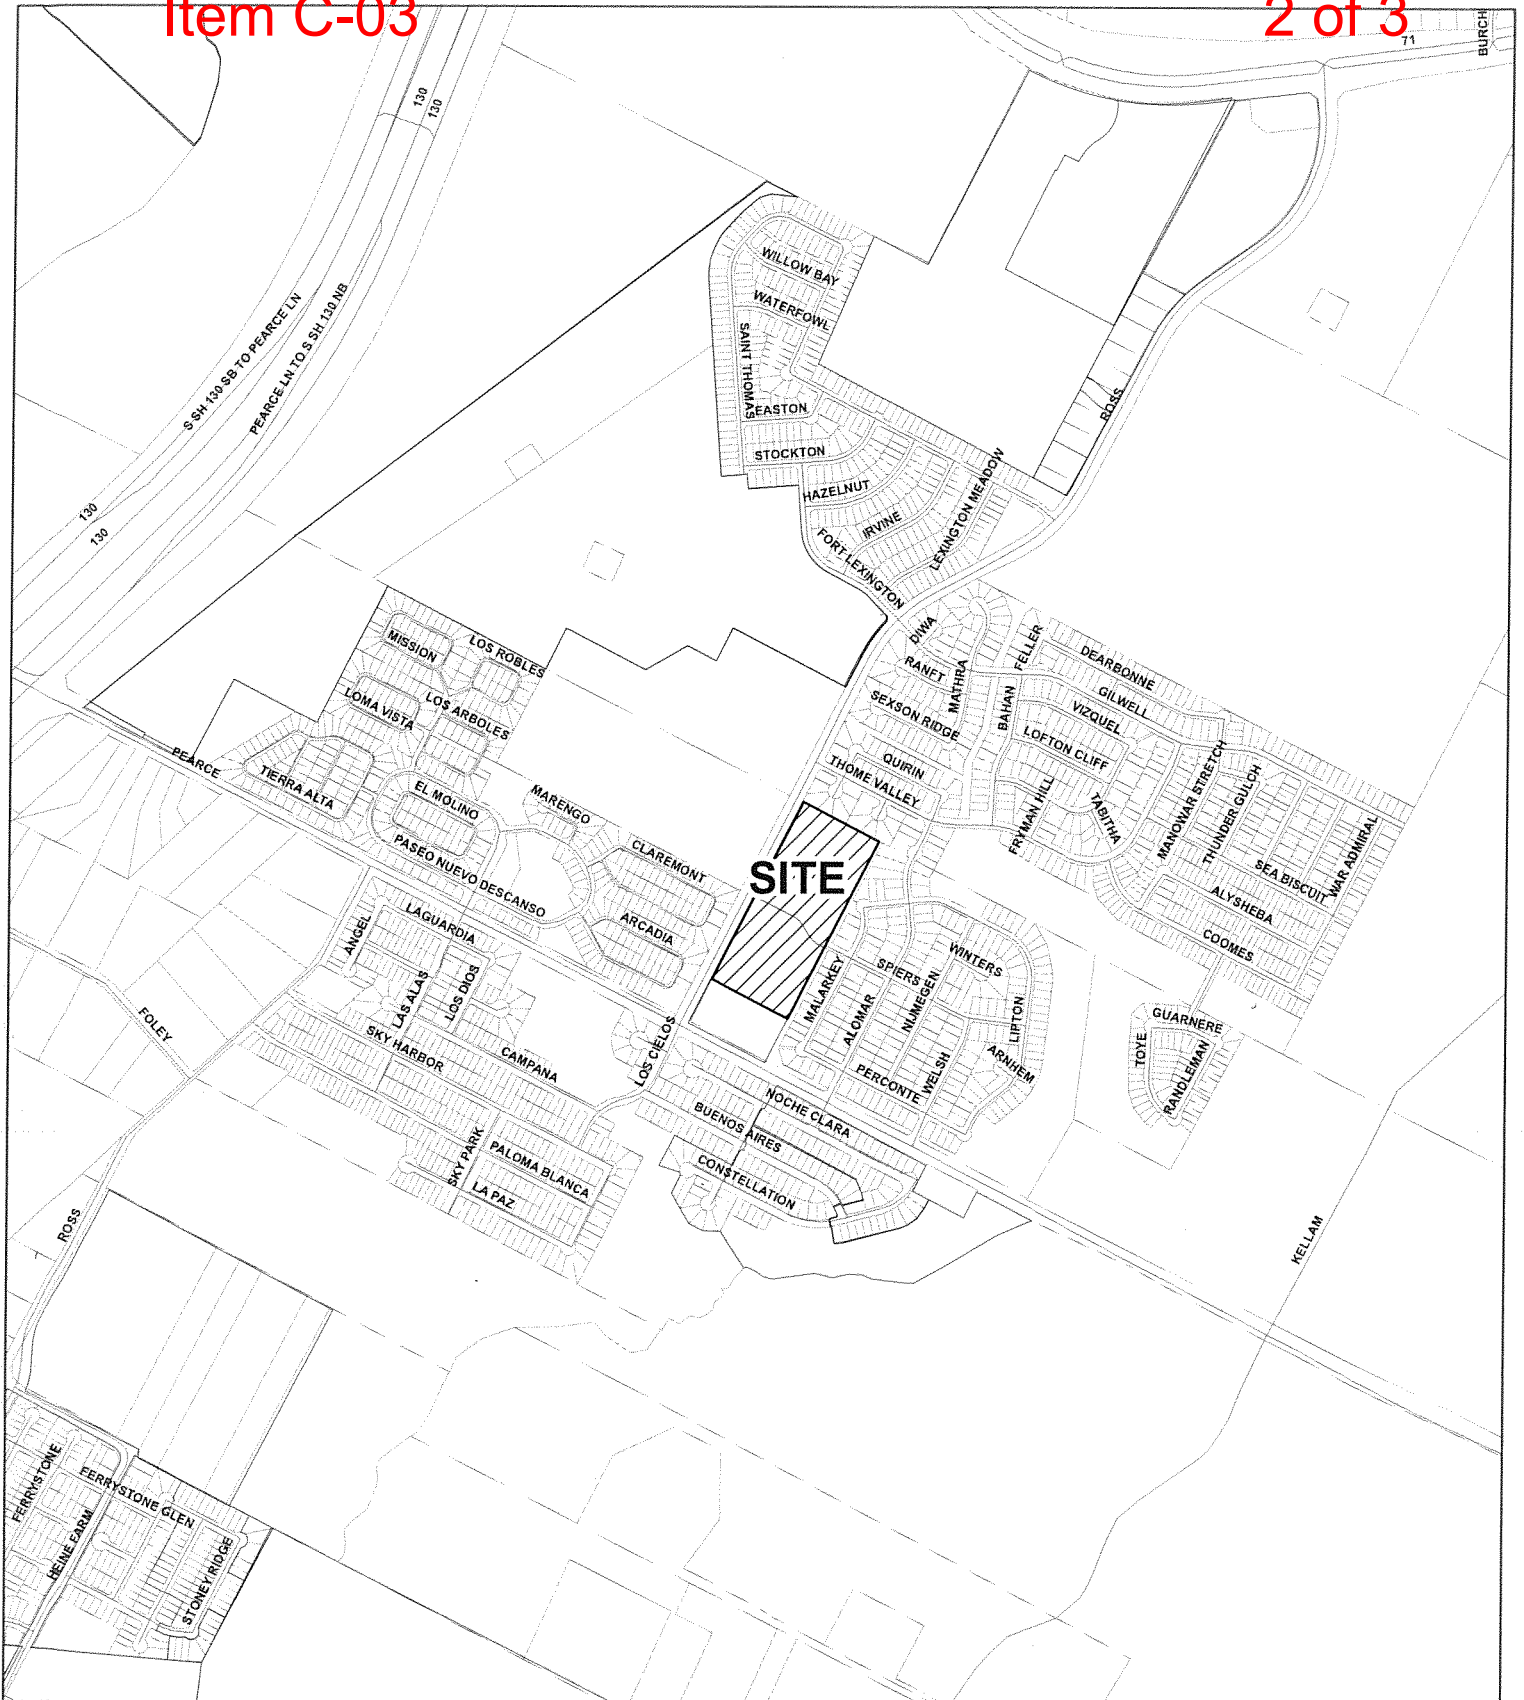 Item C-03
2 of 3
71
BURCH
130
130
WILLOW BAY
WATERFOWL
SAINT THOMAS
S SH 130 SB TO PEARCE LN
PEARCE LN TO S SH 130 NB
EASTON
ROSS
STOCKTON
HAZELNUT
LEXINGTON MEADOW
IRVINE
130
130
FORT LEXINGTON
DIWA
MISSION
LOS ROBLES
FELLER
DEARBONNE
RANFT
MATHRA
GILWELL
LOMA VISTA
LOS ARBOLES
SEXSON RIDGE
BAHAN
VIZQUEL
LOFTON CLIFF
PEARCE
TIERRA ALTA
EL MOLINO
MARENGO
QUIRIN
THOME VALLEY
MANOWAR STRETCH
THUNDER GULCH
FRYMAN HILL
TABITHA
WAR ADMIRAL
PASEO NUEVO DESCANSO
CLAREMONT
SITE
SEA BISCUIT
ALYSHEBA
LAGUARDIA
ANGEL
ARCADIA
COOMES
WINTERS
SPIERS
MALARKEY
NIJMEGEN
LAS ALAS
LOS DIOS
ALOMAR
LIPTON
GUARNERE
FOLEY
SKY HARBOR
LOS CIELOS
TOYE
CAMPANA
ARNHEM
RANDLEMAN
PERCONTE
WELSH
NOCHE CLARA
BUENOS AIRES
SKY PARK
PALOMA BLANCA
CONSTELLATION
LA PAZ
ROSS
KELLAM
FERRYSTONE
FERRYSTONE GLEN
HEINE FARM
STONEY RIDGE